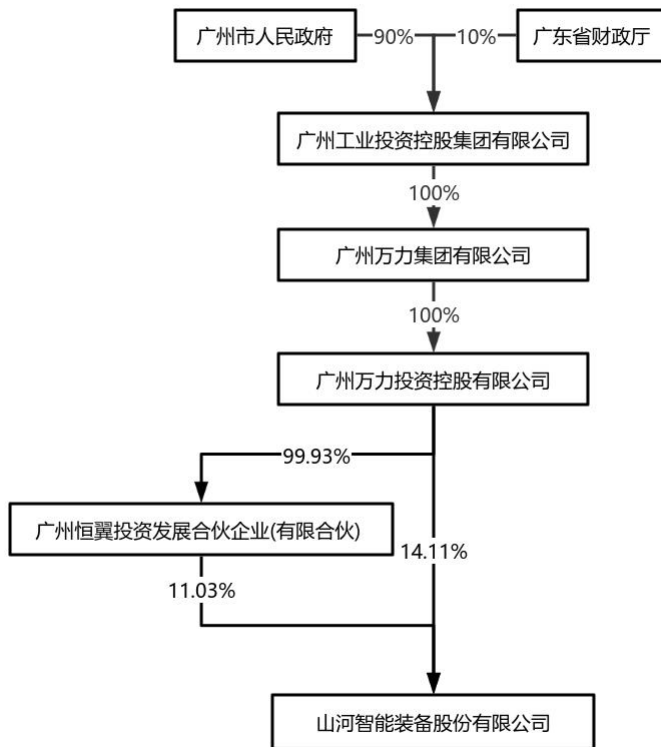 广州市人民政府
90%
10%
广东省财政厅
广州工业投资控股集团有限公司
100%
广州万力集团有限公司
100%
广州万力投资控股有限公司
99.93%
广州恒翼投资发展合伙企业(有限合伙)
14.11%
11.03%
山河智能装备股份有限公司